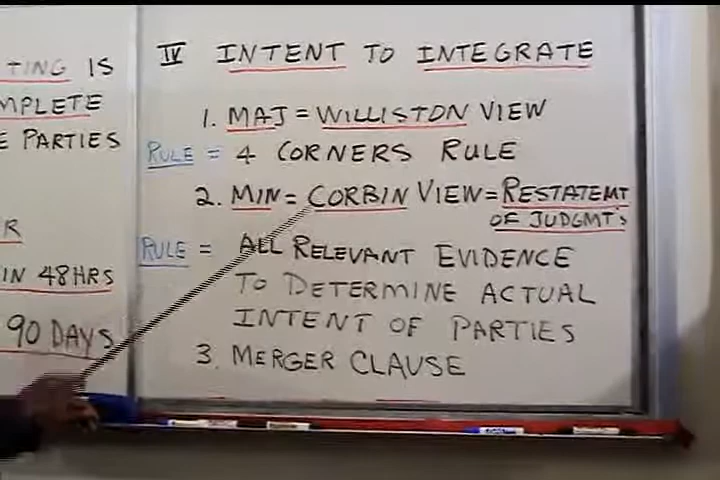 TING IS
MPLETE
E PARTIES
R
IN 48HRS
90 DAYS
IV INTENT TO INTEGRATE
1. MAJ = WILLISTON VIEW
RULE = 4 CORNERS RULE
2. MIN = CORBIN VIEW = RESTATEMT
OF JUDGMTS
RULE = ALL RELEVANT EVIDENCE
TO DETERMINE ACTUAL
INTENT OF PARTIES
3. MERGER CLAUSE